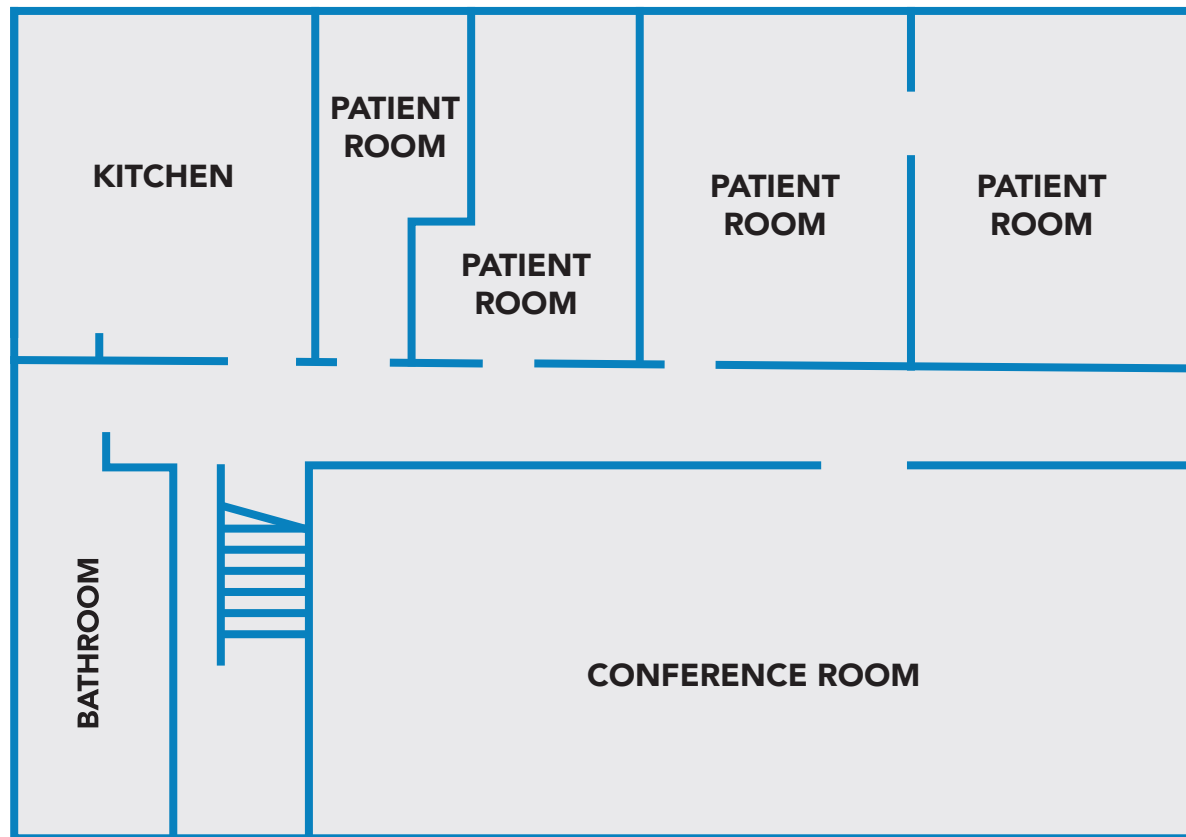 KITCHEN
PATIENT
ROOM
PATIENT
ROOM
PATIENT
ROOM
PATIENT
ROOM
BATHROOM
CONFERENCE ROOM